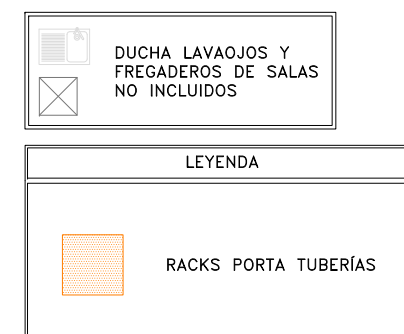 DUCHA LAVAOJOS Y
FREGADEROS DE SALAS
NO INCLUIDOS
LEYENDA
RACKS PORTA TUBERÍAS